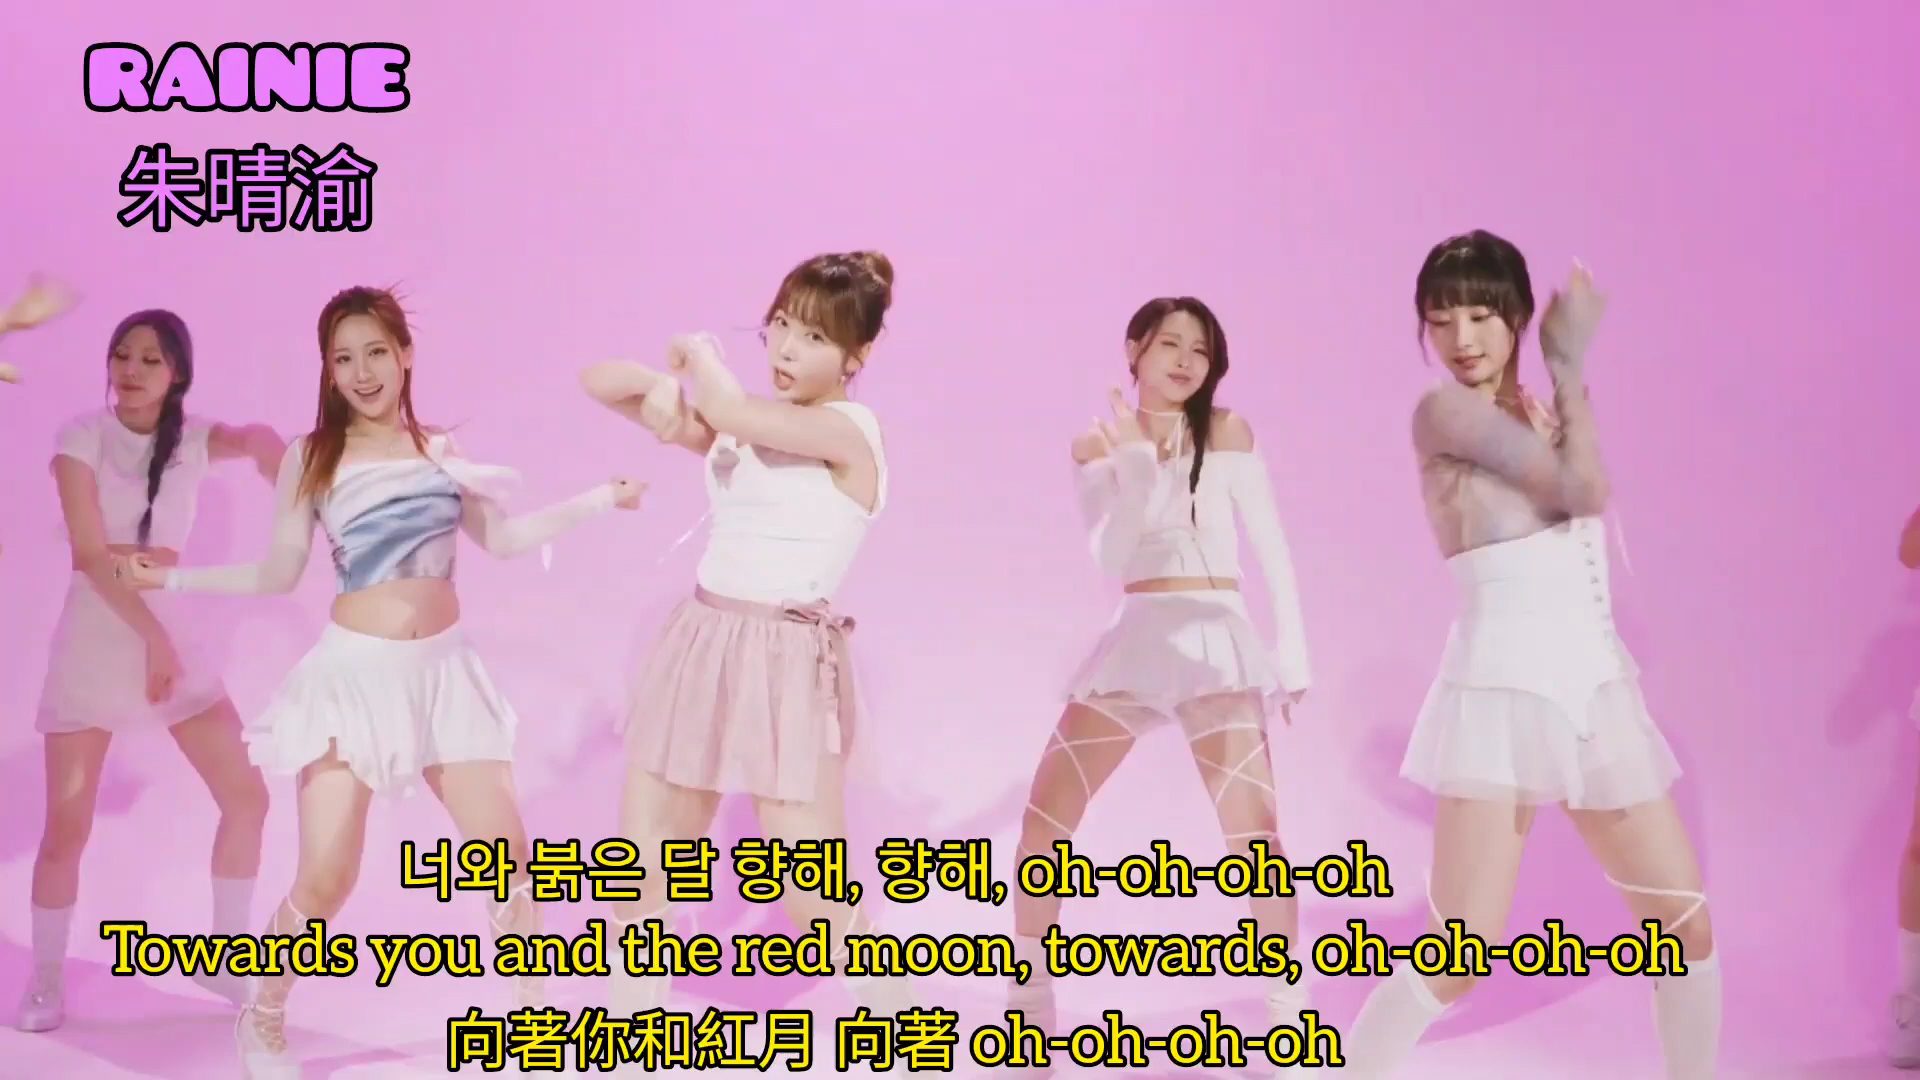 RAINIE
朱晴渝
너와 붉은 달 향해, 향해, oh-oh-oh-oh
Towards you and the red moon, towards, oh-oh-oh-oh
向著你和紅月 向著 oh-oh-oh-oh